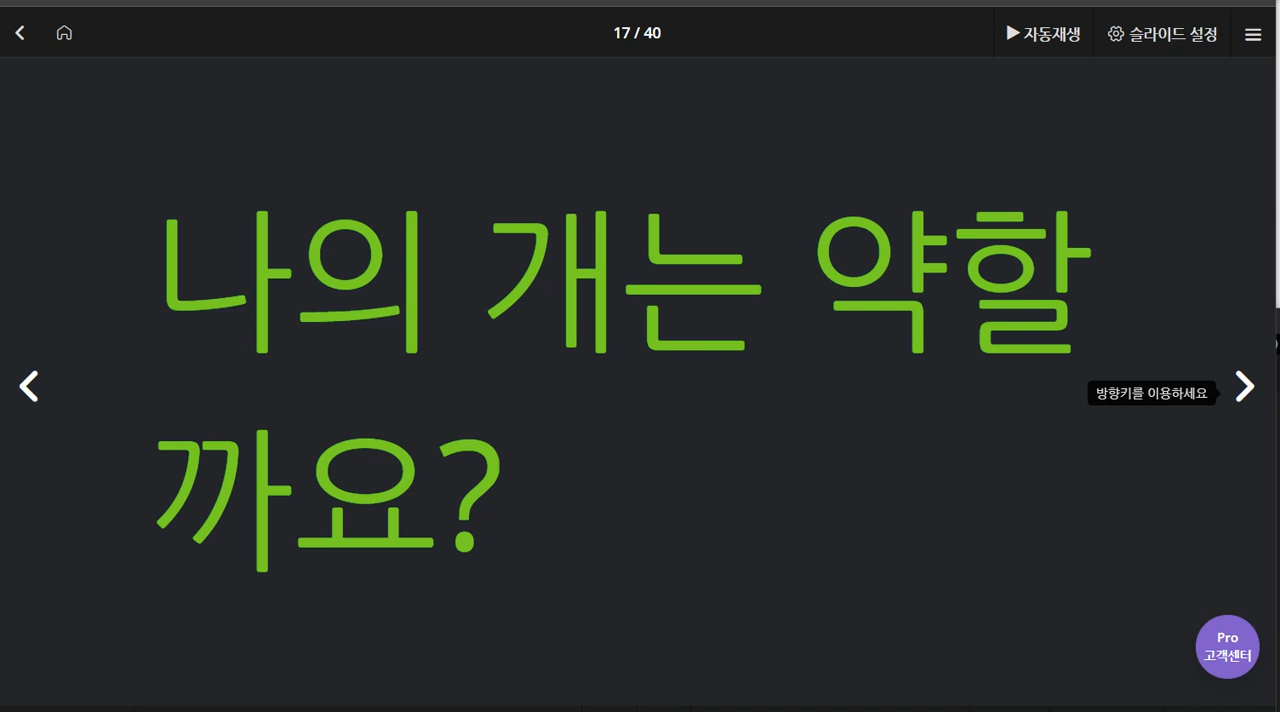 17 / 40
▶ 자동재생
슬라이드 설정
나의 개는 약할
까요?
방향키를 이용하세요
Pro
고객센터